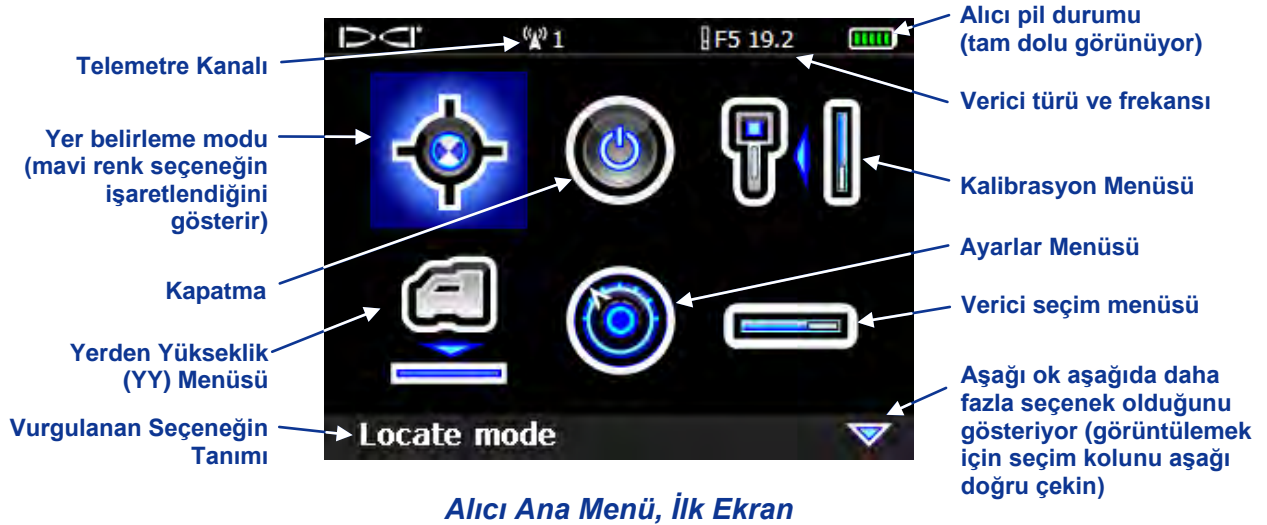 Telemetre Kanalı
Yer belirleme modu
(mavi renk seçeneğin
işaretlendiğini
gösterir)
Kapatma
Yerden Yükseklik
(YY) Menüsü
Vurgulanan Seçeneğin
Tanımı
DCI
1
F5 19.2
Locate mode
Alıcı pil durumu
(tam dolu görünüyor)
Verici türü ve frekansı
Kalibrasyon Menüsü
Ayarlar Menüsü
Verici seçim menüsü
Aşağı ok aşağıda daha
fazla seçenek olduğunu
gösteriyor (görüntülemek
için seçim kolunu aşağı
doğru çekin)
Alıcı Ana Menü, İlk Ekran